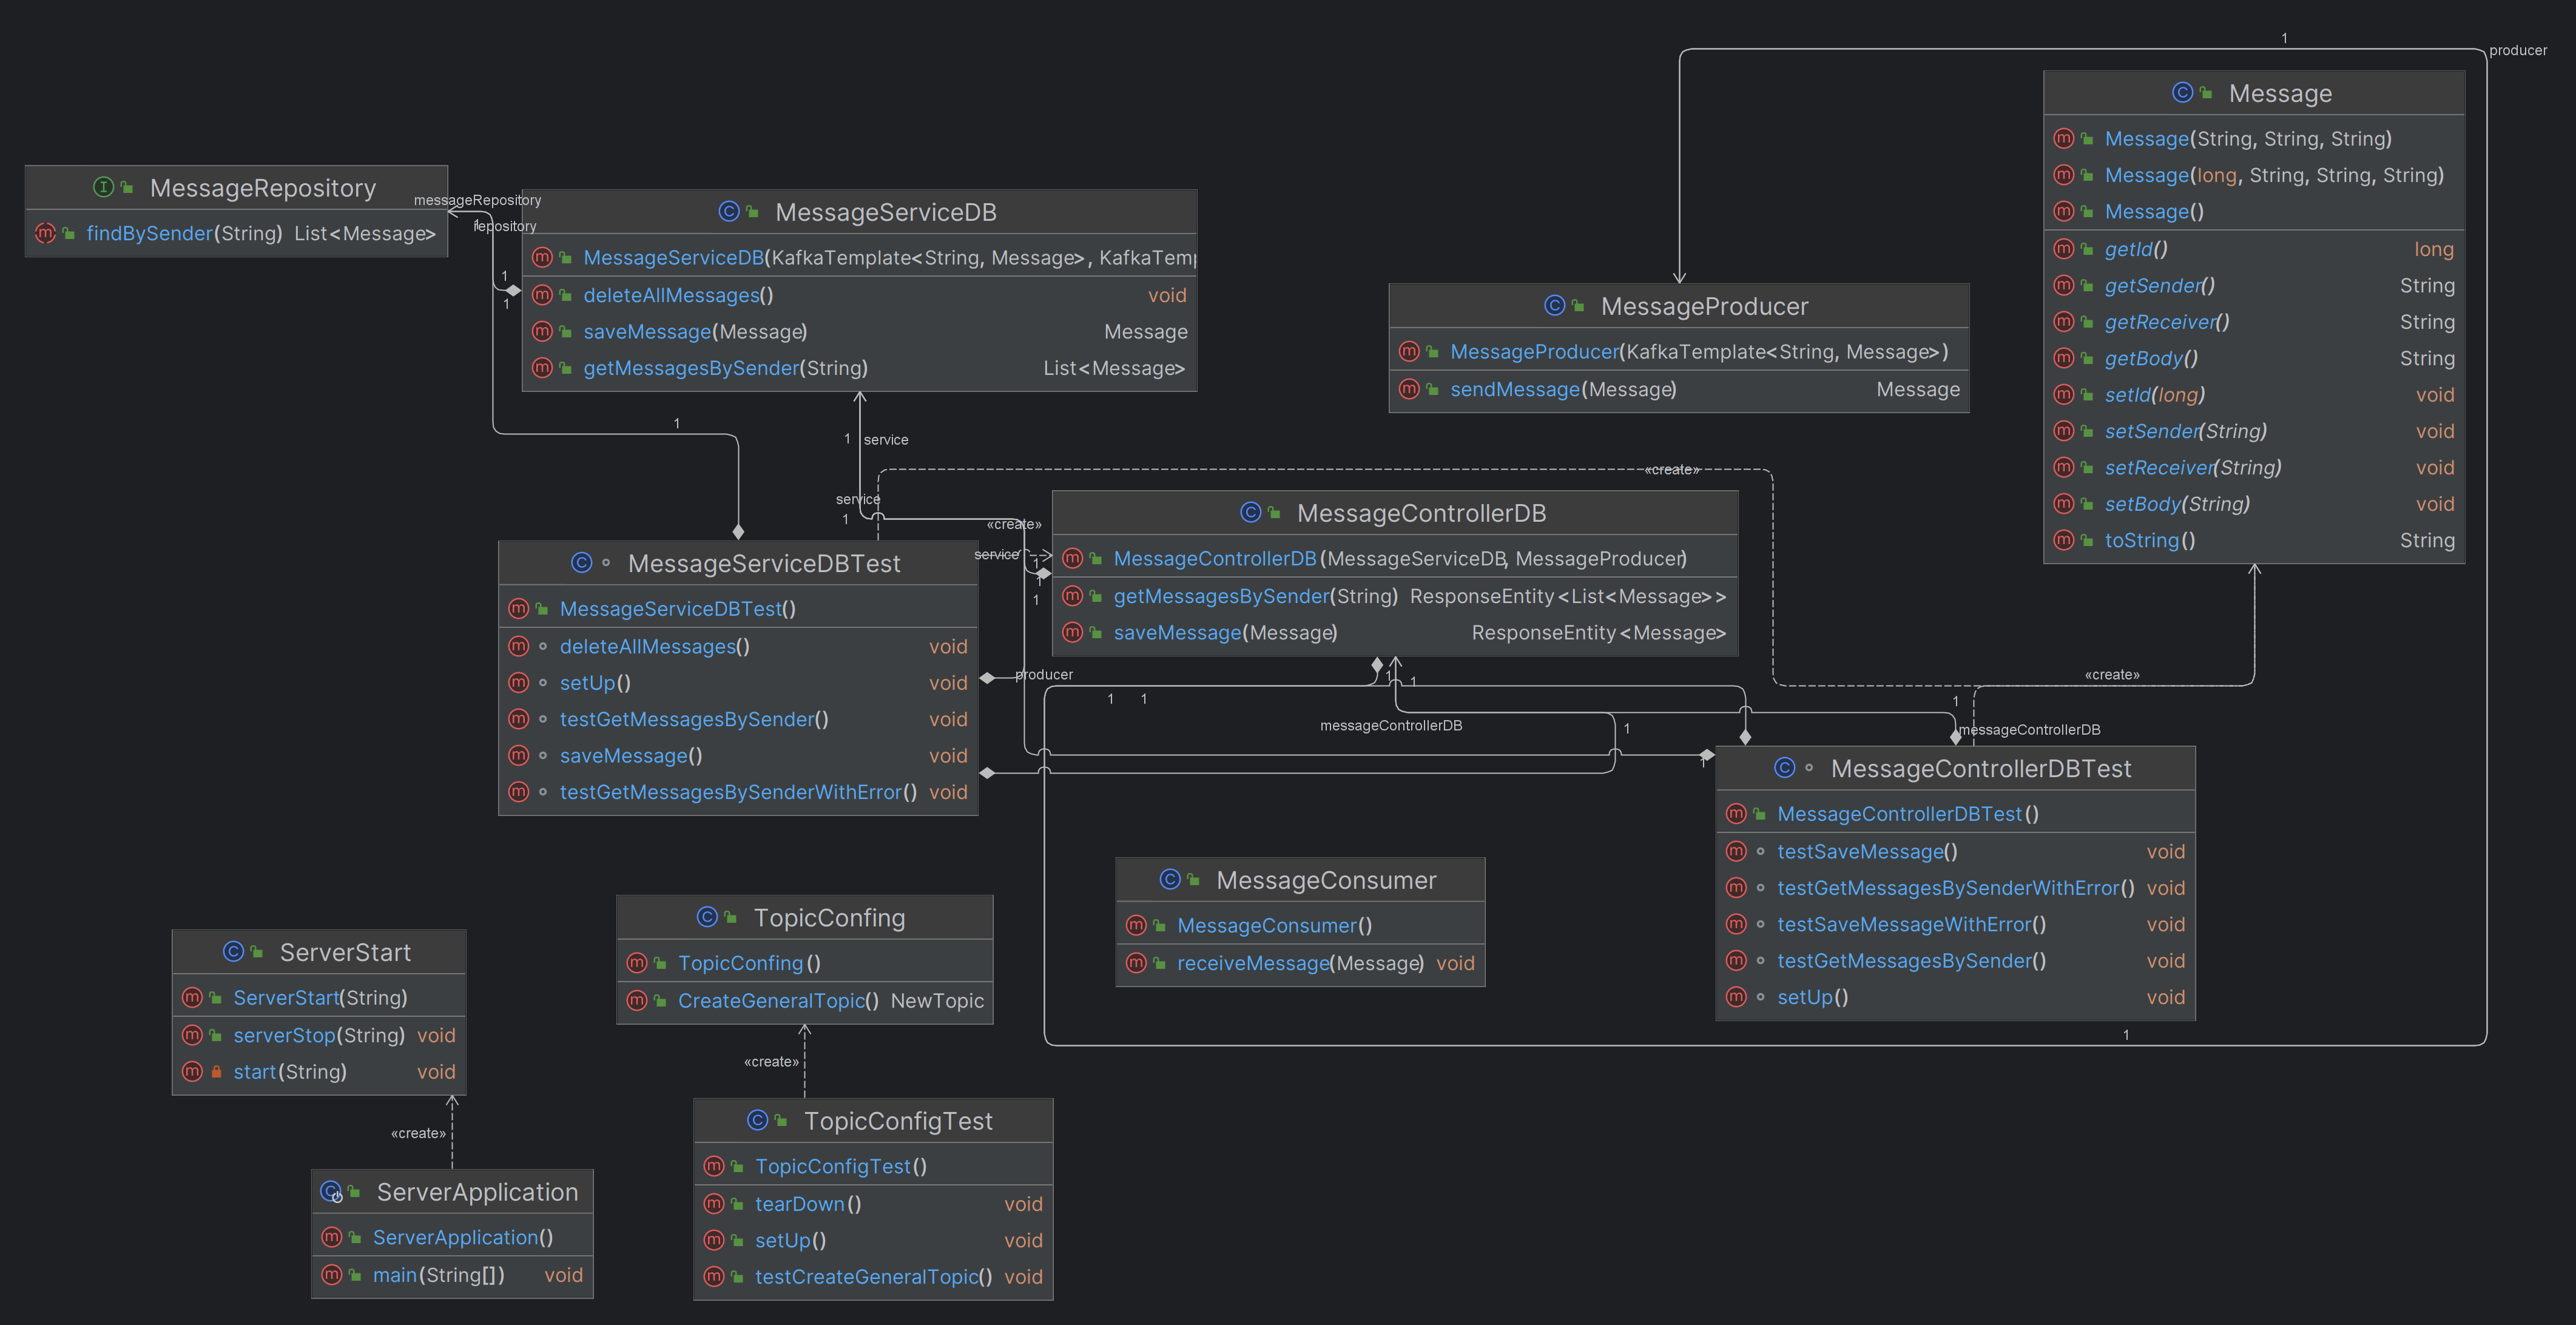 1
producer
Message
Message(String, String, String)
Message(long, String, String, String)
Message()
getId() long
getSender() String
getReceiver() String
getBody() String
setId(long) void
setSender(String) void
setReceiver(String) void
setBody(String) void
toString() String
MessageRepository
findBySender(String) List<Message>
messageRepository
1
repository
1
1
MessageServiceDB
MessageServiceDB(KafkaTemplate<String, Message>, KafkaTemp
deleteAllMessages() void
saveMessage(Message) Message
getMessagesBySender(String) List<Message>
MessageProducer
MessageProducer(KafkaTemplate<String, Message>)
sendMessage(Message) Message
1
1 service
service
1
«create»
«create»
service
1
1
1
MessageControllerDB
MessageControllerDB(MessageServiceDB, MessageProducer)
getMessagesBySender(String) ResponseEntity<List<Message>>
saveMessage(Message) ResponseEntity<Message>
MessageServiceDBTest
MessageServiceDBTest()
deleteAllMessages() void
setUp() void
testGetMessagesBySender() void
saveMessage() void
testGetMessagesBySenderWithError() void
producer
1
1
1
1
«create»
1
messageControllerDB
1
messageControllerDB
1
MessageControllerDBTest
MessageControllerDBTest()
testSaveMessage() void
testGetMessagesBySenderWithError() void
testSaveMessageWithError() void
testGetMessagesBySender() void
setUp() void
1
MessageConsumer
MessageConsumer()
receiveMessage(Message) void
TopicConfing
TopicConfing()
CreateGeneralTopic() NewTopic
«create»
TopicConfigTest
TopicConfigTest()
tearDown() void
setUp() void
testCreateGeneralTopic() void
ServerStart
ServerStart(String)
serverStop(String) void
start(String) void
«create»
ServerApplication
ServerApplication()
main(String[]) void